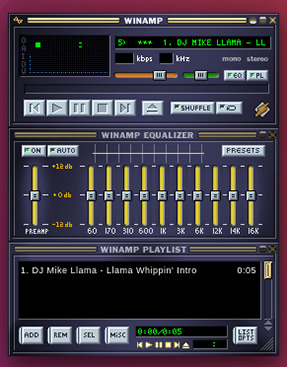 WINAMP
O
A
I
D
V
5> *** 1. DJ MIKE LLAMA - LL
kbps kHz mono stereo
EQ PL
SHUFFLE
WINAMP EQUALIZER
ON AUTO PRESETS
+12 db
+0 db
-12 db
PREAMP 60 170 310 600 1K 3K 6K 12K 14K 16K
WINAMP PLAYLIST
1. DJ Mike Llama - Llama Whippin' Intro 0:05
ADD REM SEL MISC 0:00/0:05 LIST OPTS
: